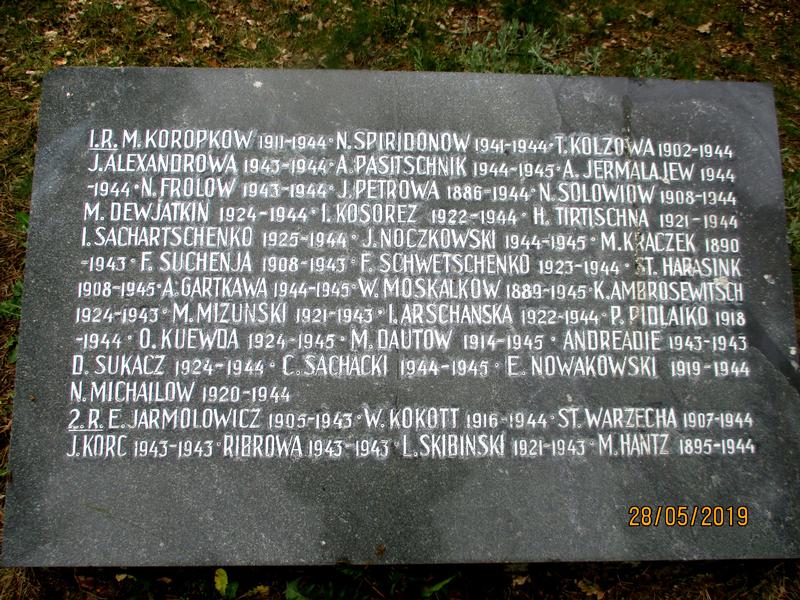 1.R. M. KOROPKOW 1911-1944 · N. SPIRIDONOW 1941-1944 · T. KOLZOWA 1902-1944
J. ALEXANDROWA 1943-1944 · A. PASITSCHNIK 1944-1945 · A. JERMALAJEW 1944
-1944 · N. FROLOW 1943-1944 · J. PETROWA 1886-1944 · N. SOLOWIOW 1908-1944
M. DEWJATKIN 1924-1944 · I. KOSOREZ 1922-1944 · H. TIRTISCHNA 1921-1944
I. SACHARTSCHENKO 1925-1944 · J. NOCZKOWSKI 1944-1945 · M. KRACZEK 1890
-1943 · F. SUCHENJA 1908-1943 · F. SCHWETSCHENKO 1923-1944 · ST. HARASINK
1908-1945 · A. GARTKAWA 1944-1945 · W. MOSKALKOW 1889-1945 · K. AMBROSEWITSCH
1924-1943 · M. MIZUNSKI 1921-1943 · I. ARSCHANSKA 1922-1944 · P. PIDLAIKO 1918
-1944 · O. KUEWDA 1924-1945 · M. DAUTOW 1914-1945 · ANDREADIE 1943-1943
D. SUKACZ 1924-1944 · C. SACHACKI 1944-1945 · E. NOWAKOWSKI 1919-1944
N. MICHAILOW 1920-1944
2.R. E. JARMOLOWICZ 1905-1943 · W. KOKOTT 1916-1944 · ST. WARZECHA 1907-1944
J. KORC 1943-1943 · RIBROWA 1943-1943 · L. SKIBINSKI 1921-1943 · M. HANTZ 1895-1944
28/05/2019